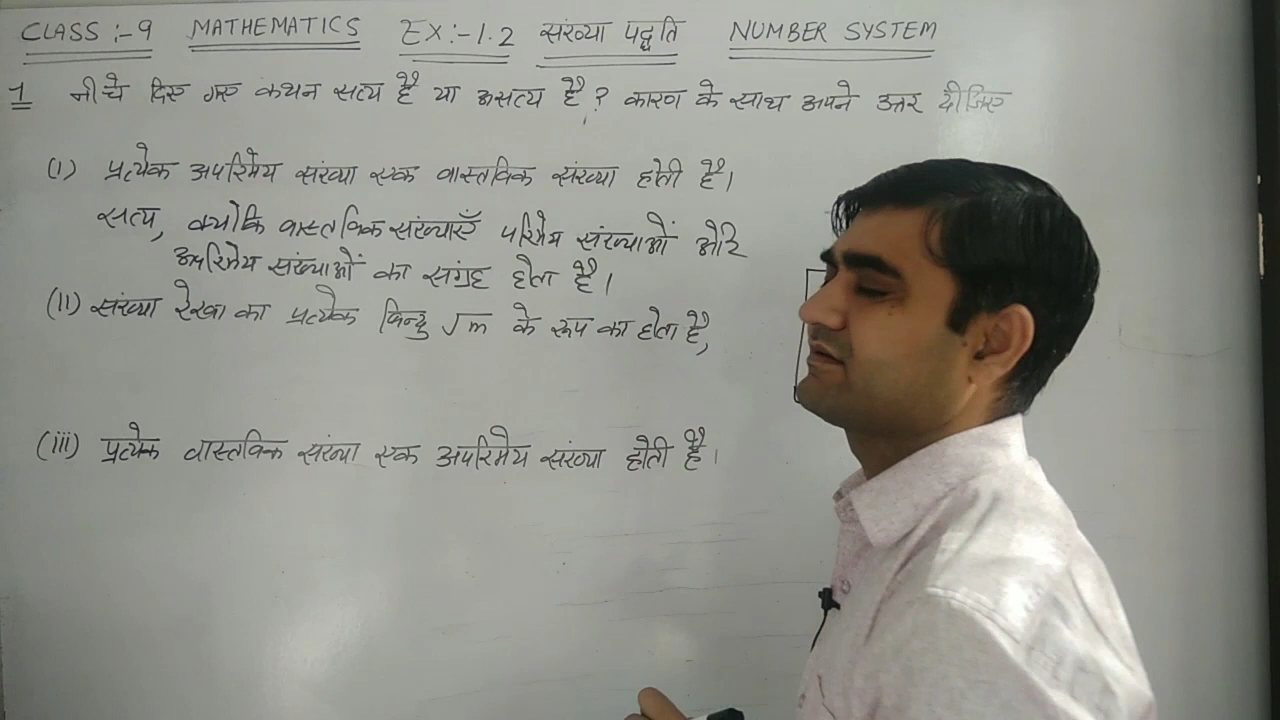 CLASS :- 9 MATHEMATICS EX:- 1.2 संख्या पद्धति NUMBER SYSTEM
1 नीचे दिए गए कथन सत्य है या असत्य है ? कारण के साथ अपने उत्तर दीजिए
(i) प्रत्येक अपरिमेय संख्या एक वास्तविक संख्या होती है।
सत्य, क्योकि वास्तविक संख्याएँ परिमेय संख्याओं और
अपरिमेय संख्याओं का संग्रह होता है।
(ii) संख्या रेखा का प्रत्येक बिन्दु √m के रूप का होता है,
(iii) प्रत्येक वास्तविक संख्या एक अपरिमेय संख्या होती है।